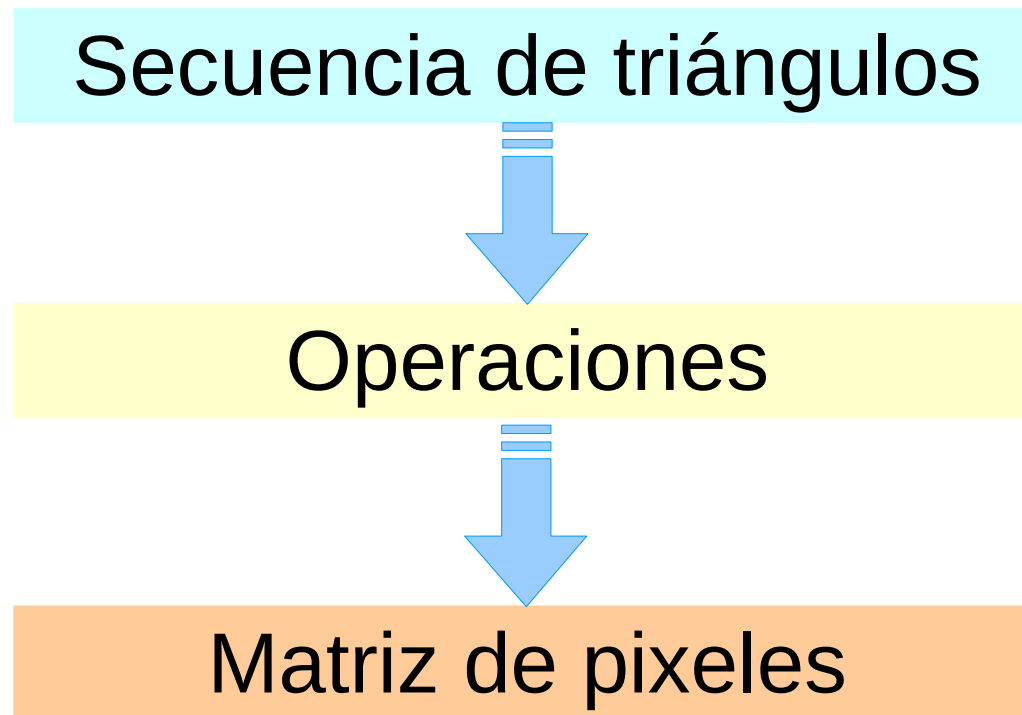 Secuencia de triángulos
Operaciones
Matriz de pixeles